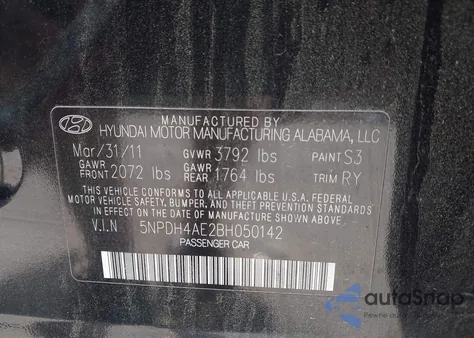 MANUFACTURED BY
HYUNDAI MOTOR MANUFACTURING ALABAMA, LLC
Mar/31/11 GVWR 3792 lbs PAINT S3
GAWR FRONT 2072 lbs GAWR REAR 1764 lbs TRIM RY
THIS VEHICLE CONFORMS TO ALL APPLICABLE U.S.A. FEDERAL
MOTOR VEHICLE SAFETY, BUMPER, AND THEFT PREVENTION STANDARDS
IN EFFECT ON THE DATE OF MANUFACTURE SHOWN ABOVE.
V.I.N 5NPDH4AE2BH050142
PASSENGER CAR
autoSnap
Pewne auto